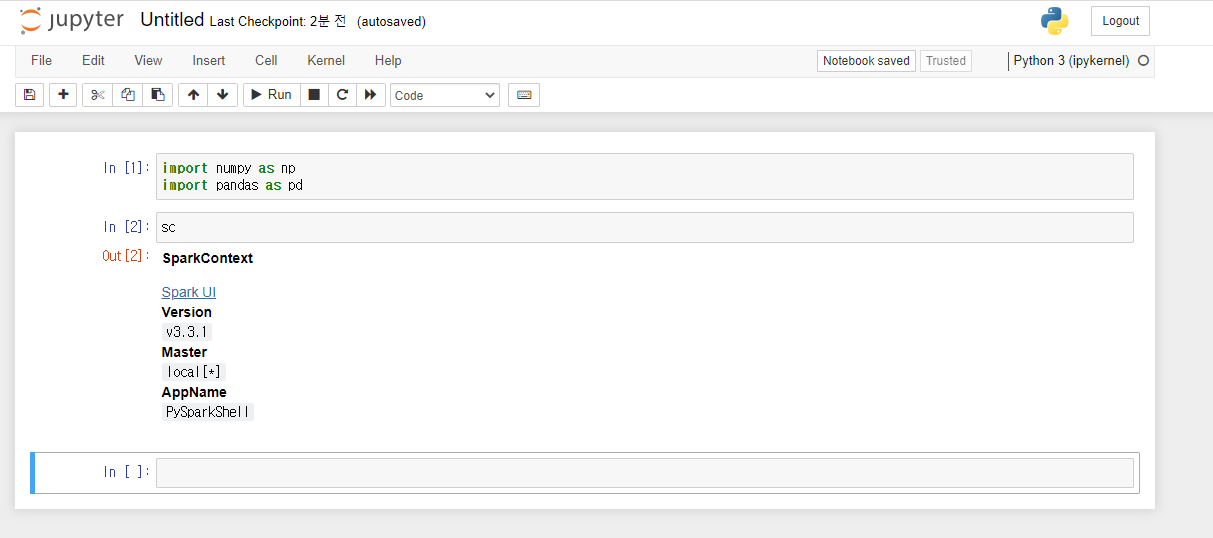 jupyter Untitled Last Checkpoint: 2분 전 (autosaved) Logout
File Edit View Insert Cell Kernel Help Notebook saved Trusted Python 3 (ipykernel)
Run Code
In [1]: import numpy as np
import pandas as pd
In [2]: sc
Out[2]: SparkContext
Spark UI
Version
v3.3.1
Master
local[*]
AppName
PySparkShell
In [ ]: